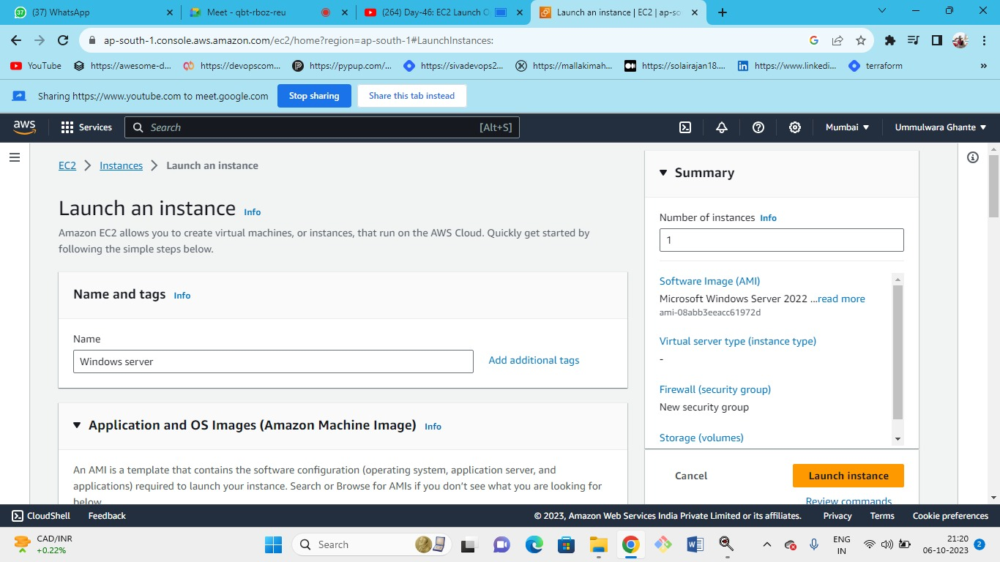 37
(37) WhatsApp
Meet - qbt-rboz-reu
(264) Day-46: EC2 Launch O
Launch an instance | EC2 | ap-so
ap-south-1.console.aws.amazon.com/ec2/home?region=ap-south-1#LaunchInstances:
YouTube
https://awesome-d...
https://devopscom...
https://pypup.com/...
https://sivadevops2...
https://mallakimah...
https://solairajan18....
https://www.linkedi...
terraform
»
Sharing https://www.youtube.com to meet.google.com
Stop sharing
Share this tab instead
aws
Services
Search
[Alt+S]
Mumbai
Ummulwara Ghante
EC2
Instances
Launch an instance
Launch an instance Info
Amazon EC2 allows you to create virtual machines, or instances, that run on the AWS Cloud. Quickly get started by
following the simple steps below.
Name and tags Info
Name
Windows server
Add additional tags
Application and OS Images (Amazon Machine Image) Info
An AMI is a template that contains the software configuration (operating system, application server, and
applications) required to launch your instance. Search or Browse for AMIs if you don't see what you are looking for
below
Summary
Number of instances Info
1
Software Image (AMI)
Microsoft Windows Server 2022 ...read more
ami-08abb3eeacc61972d
Virtual server type (instance type)
-
Firewall (security group)
New security group
Storage (volumes)
Cancel
Launch instance
Review commands
CloudShell
Feedback
© 2023, Amazon Web Services India Private Limited or its affiliates.
Privacy
Terms
Cookie preferences
CAD/INR
+0.22%
Search
ENG
IN
21:20
06-10-2023
2